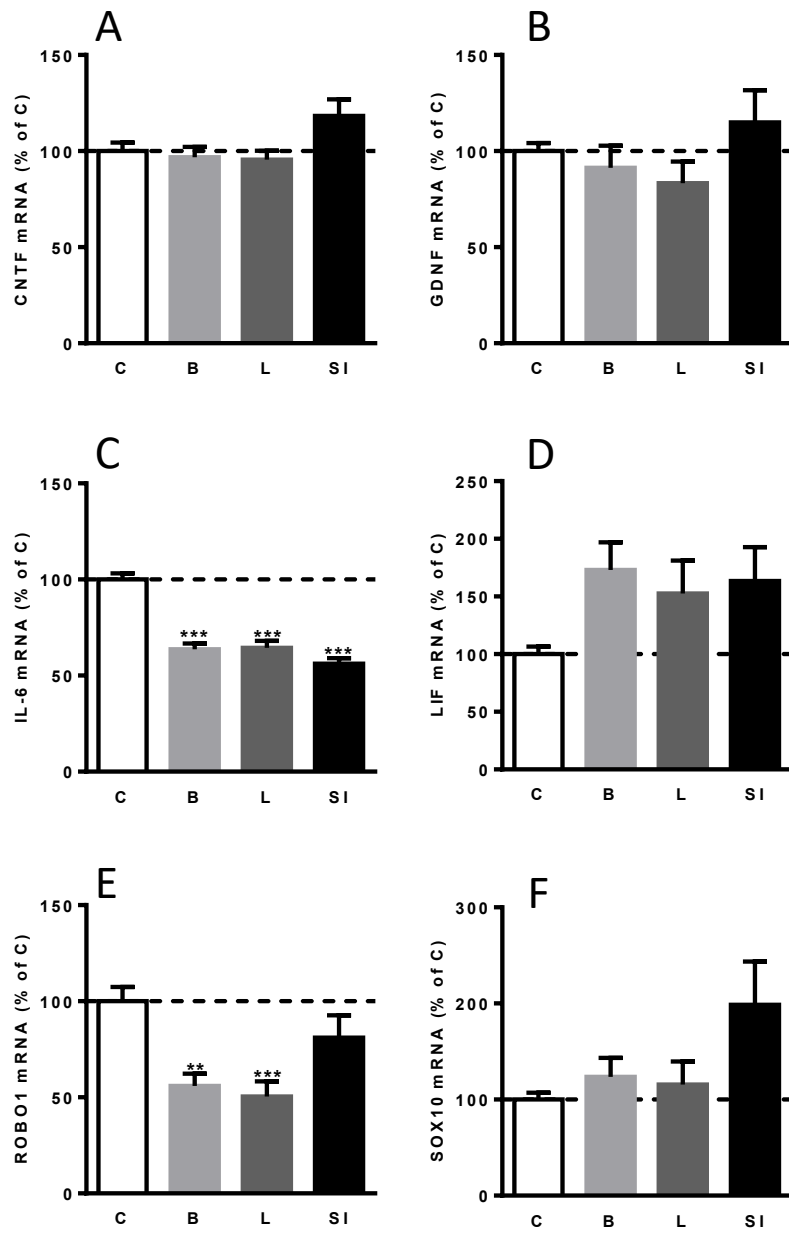 A
CNTF mRNA (% of C)
150
100
50
0
C B L SI
B
GDNF mRNA (% of C)
150
100
50
0
C B L SI
C
IL-6 mRNA (% of C)
150
100
50
0
*** *** ***
C B L SI
D
LIF mRNA (% of C)
250
200
150
100
50
0
C B L SI
E
ROBO1 mRNA (% of C)
150
100
50
0
** ***
C B L SI
F
SOX10 mRNA (% of C)
300
200
100
0
C B L SI